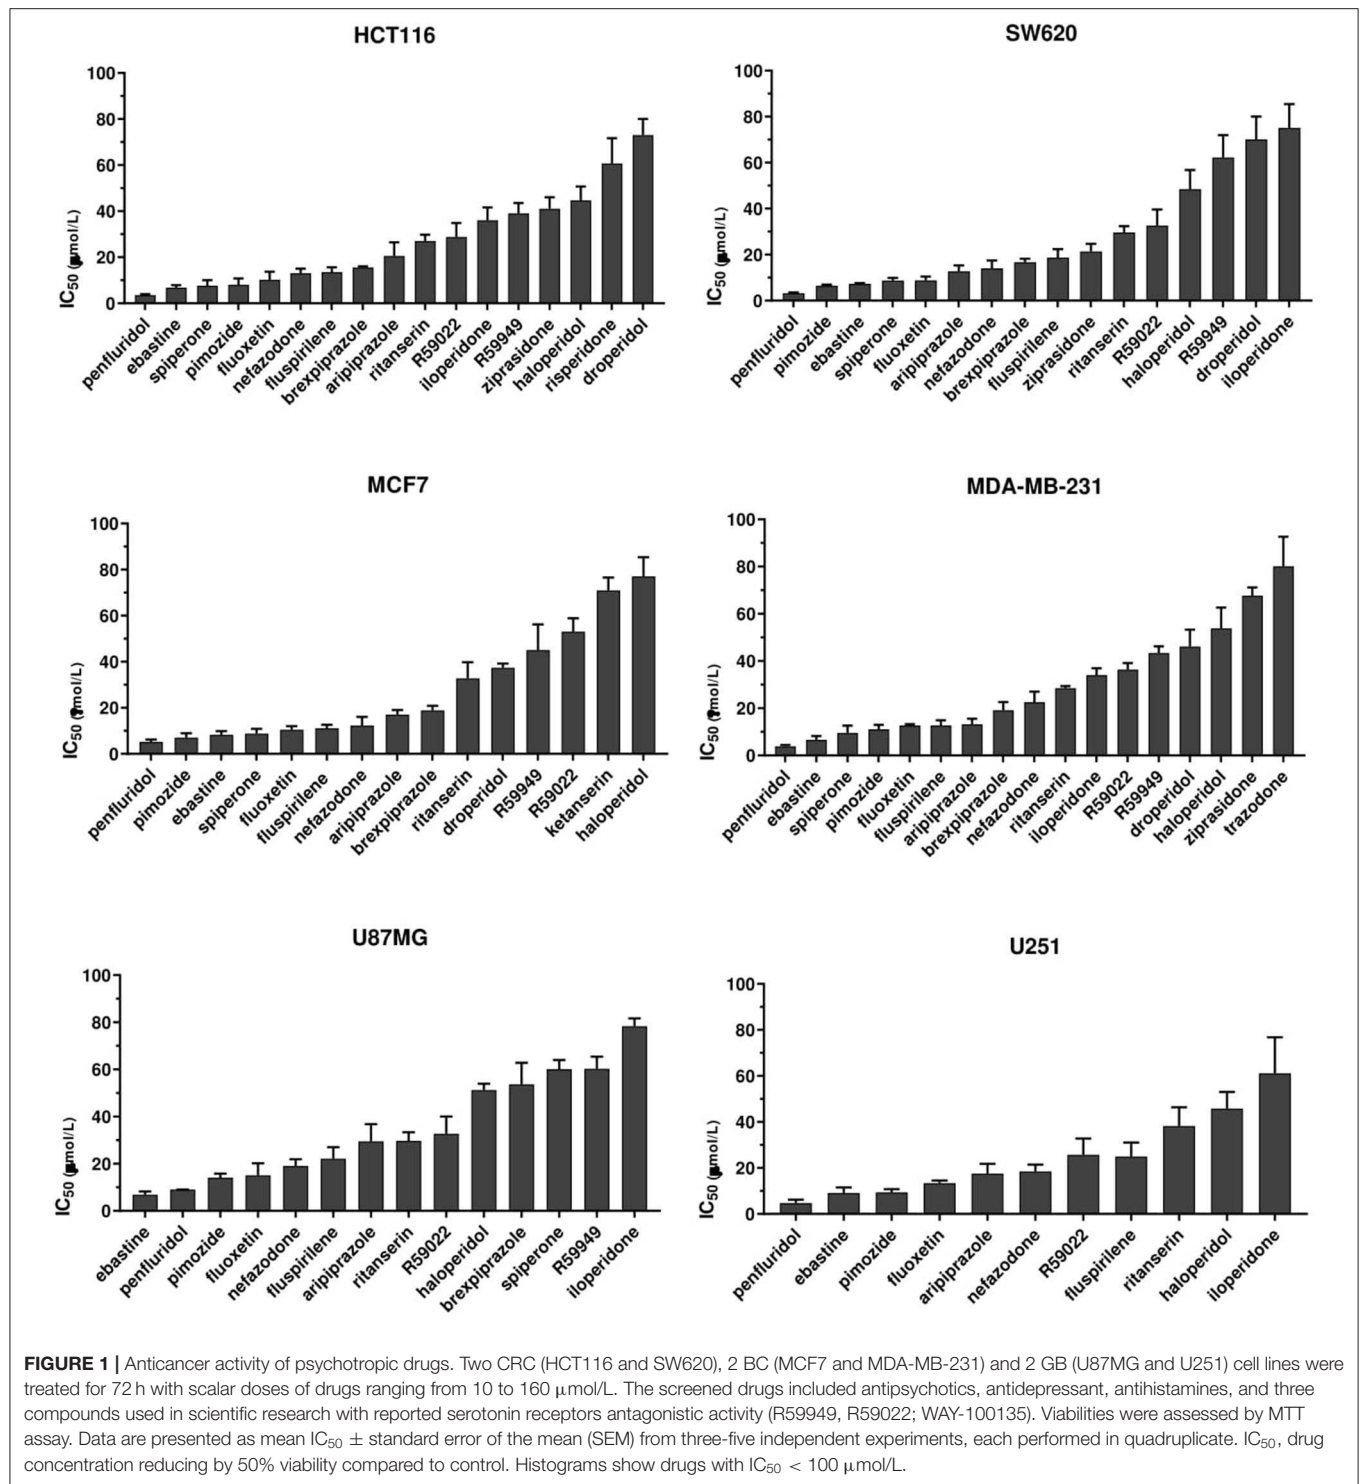 HCT116
100
80
60
40
20
0
IC50 (μmol/L)
penfluridol
ebastine
spiperone
pimozide
fluoxetin
nefazodone
fluspirilene
brexpiprazole
aripiprazole
ritanserin
R59022
iloperidone
R59949
ziprasidone
haloperidol
risperidone
droperidol
SW620
100
80
60
40
20
0
IC50 (μmol/L)
penfluridol
pimozide
ebastine
spiperone
fluoxetin
aripiprazole
nefazodone
brexpiprazole
fluspirilene
ziprasidone
ritanserin
R59022
haloperidol
R59949
droperidol
iloperidone
MCF7
100
80
60
40
20
0
IC50 (μmol/L)
penfluridol
pimozide
ebastine
spiperone
fluoxetin
fluspirilene
nefazodone
aripiprazole
brexpiprazole
ritanserin
droperidol
R59949
R59022
ketanserin
haloperidol
MDA-MB-231
100
80
60
40
20
0
IC50 (μmol/L)
penfluridol
ebastine
spiperone
pimozide
fluoxetin
fluspirilene
aripiprazole
brexpiprazole
nefazodone
ritanserin
iloperidone
R59022
R59949
droperidol
haloperidol
ziprasidone
trazodone
U87MG
100
80
60
40
20
0
IC50 (μmol/L)
ebastine
penfluridol
pimozide
fluoxetin
nefazodone
fluspirilene
aripiprazole
ritanserin
R59022
haloperidol
brexpiprazole
spiperone
R59949
iloperidone
U251
100
80
60
40
20
0
IC50 (μmol/L)
penfluridol
ebastine
pimozide
fluoxetin
aripiprazole
nefazodone
R59022
fluspirilene
ritanserin
haloperidol
iloperidone
FIGURE 1 | Anticancer activity of psychotropic drugs. Two CRC (HCT116 and SW620), 2 BC (MCF7 and MDA-MB-231) and 2 GB (U87MG and U251) cell lines were
treated for 72 h with scalar doses of drugs ranging from 10 to 160 μmol/L. The screened drugs included antipsychotics, antidepressant, antihistamines, and three
compounds used in scientific research with reported serotonin receptors antagonistic activity (R59949, R59022; WAY-100135). Viabilities were assessed by MTT
assay. Data are presented as mean IC50 ± standard error of the mean (SEM) from three-five independent experiments, each performed in quadruplicate. IC50, drug
concentration reducing by 50% viability compared to control. Histograms show drugs with IC50 < 100 μmol/L.